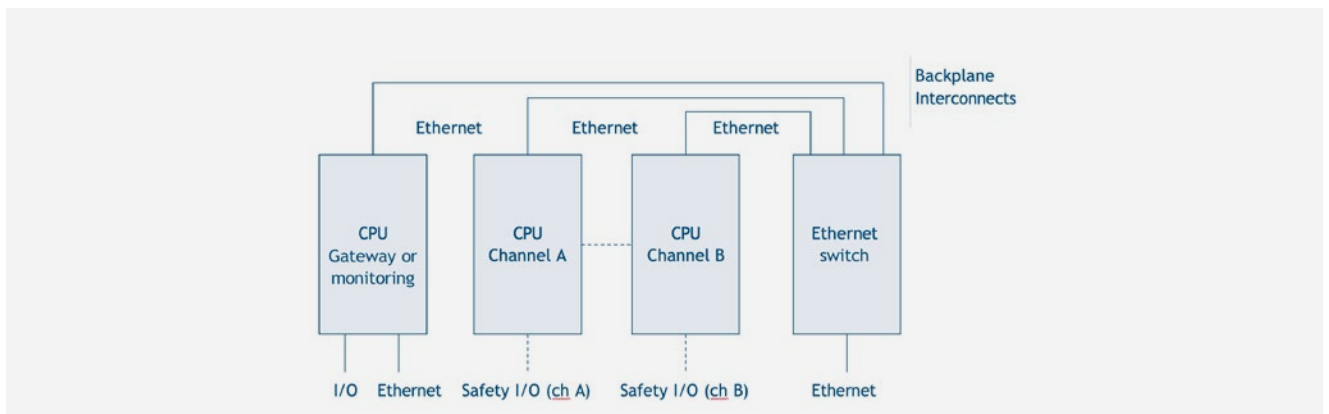 Backplane
Interconnects
Ethernet
Ethernet
Ethernet
CPU
Gateway or
monitoring
CPU
Channel A
CPU
Channel B
Ethernet
switch
I/O
Ethernet
Safety I/O (ch A)
Safety I/O (ch B)
Ethernet